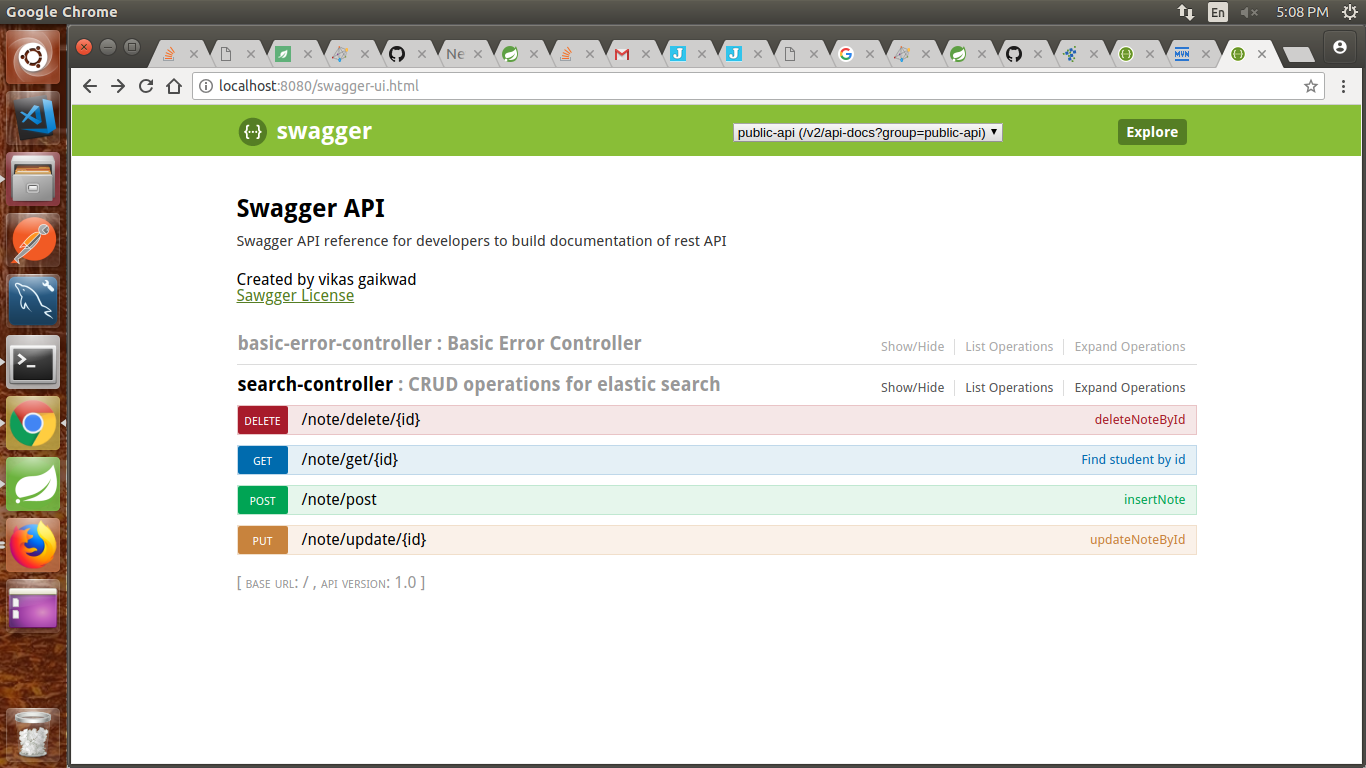 Google Chrome
En
5:08 PM
Ne
J
J
G
MVN
localhost:8080/swagger-ui.html
{··} swagger
public-api (/v2/api-docs?group=public-api)
Explore
Swagger API
Swagger API reference for developers to build documentation of rest API
Created by vikas gaikwad
Sawgger License
basic-error-controller : Basic Error Controller
Show/Hide
List Operations
Expand Operations
search-controller : CRUD operations for elastic search
Show/Hide
List Operations
Expand Operations
DELETE /note/delete/{id} deleteNoteById
GET /note/get/{id} Find student by id
POST /note/post insertNote
PUT /note/update/{id} updateNoteById
[ BASE URL: / , API VERSION: 1.0 ]